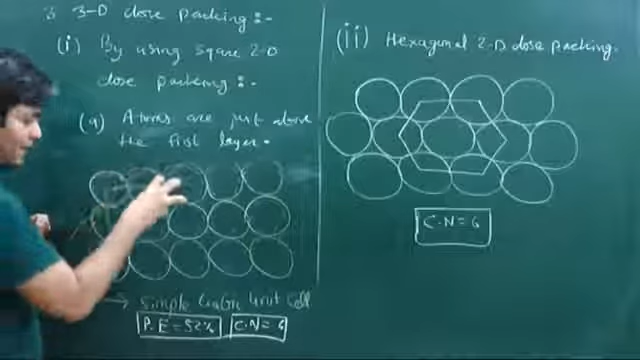 3 3-D close packing :-
(i) By using square 2-D
close packing :-
(a) Atoms are just above
the first layer.
→ simple cubic unit cell
P.E = 52%
C.N = 6
(ii) Hexagonal 2-D close packing.
C.N = 6